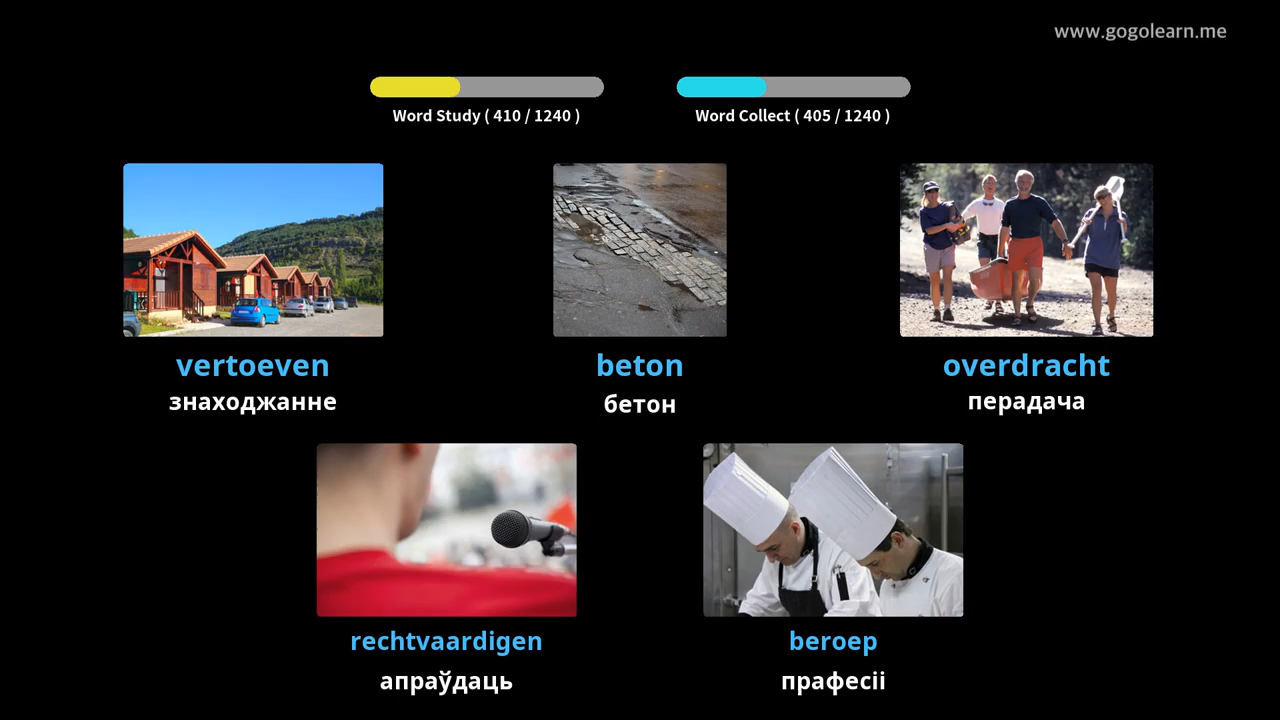 www.gogolearn.me
Word Study ( 410 / 1240 )
Word Collect ( 405 / 1240 )
vertoeven
знаходжанне
beton
бетон
overdracht
перадача
rechtvaardigen
апраўдаць
beroep
прафесіі